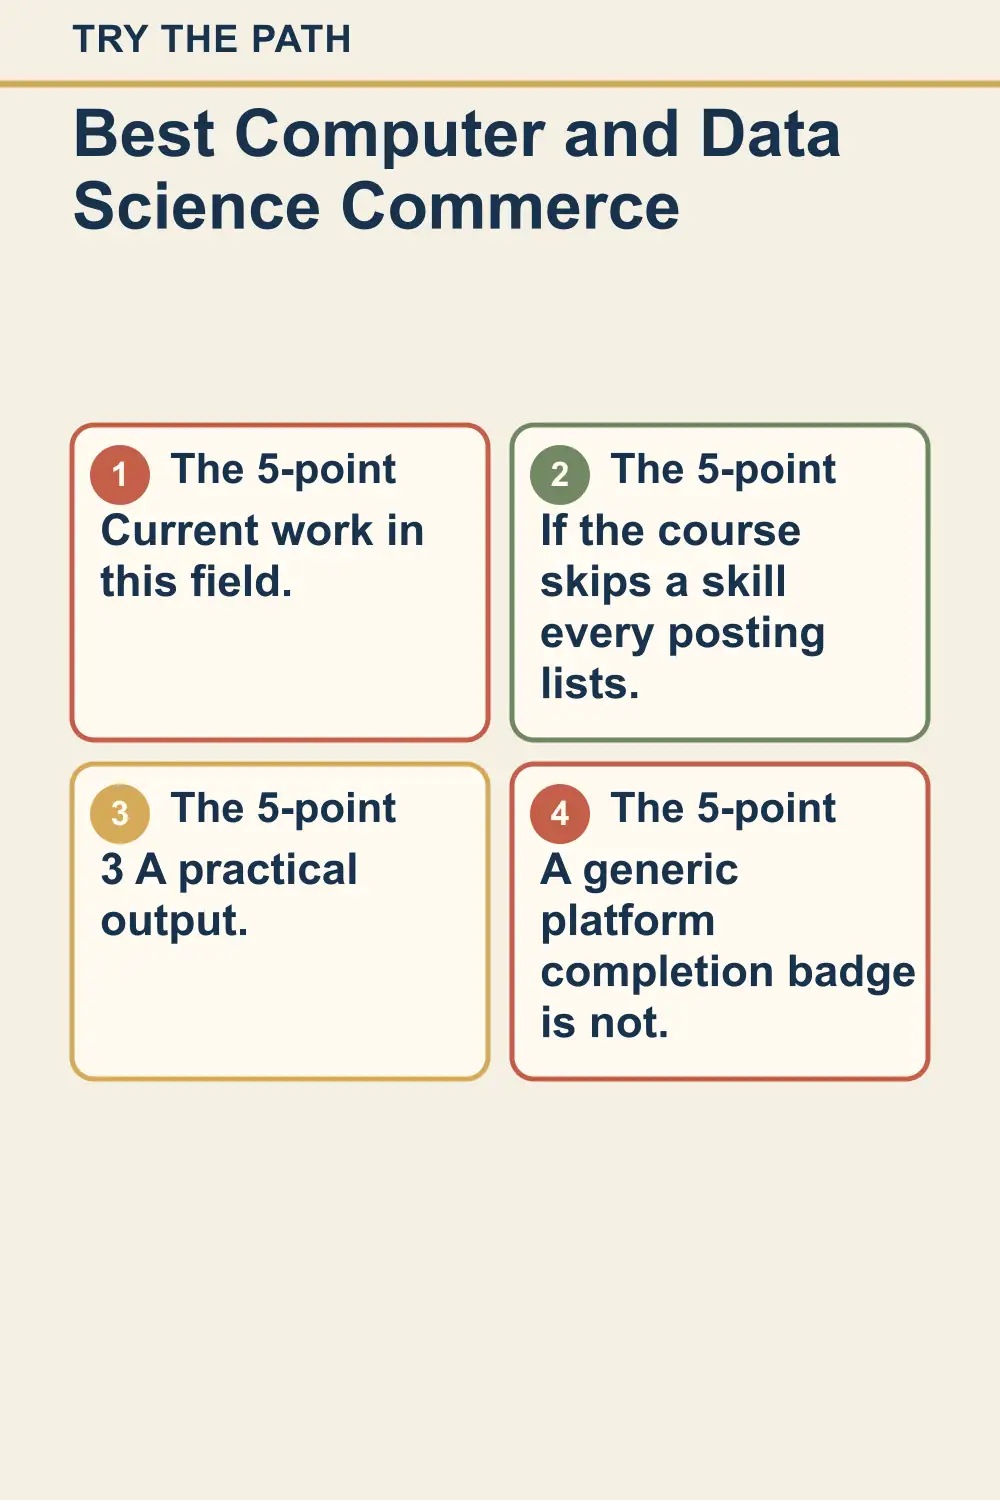 TRY THE PATH
Best Computer and Data
Science Commerce
1 The 5-point
Current work in
this field.
2 The 5-point
If the course
skips a skill
every posting
lists.
3 The 5-point
3 A practical
output.
4 The 5-point
A generic
platform
completion badge
is not.